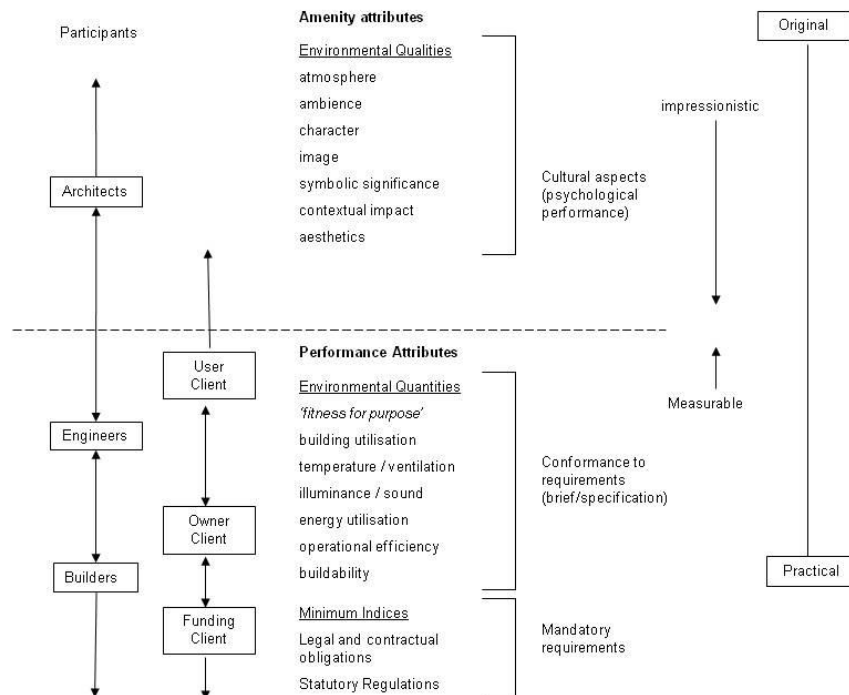 Participants
Architects
Engineers
Builders
User
Client
Owner
Client
Funding
Client
Amenity attributes
Environmental Qualities
atmosphere
ambience
character
image
symbolic significance
contextual impact
aesthetics
Performance Attributes
Environmental Quantities
'fitness for purpose'
building utilisation
temperature / ventilation
illuminance / sound
energy utilisation
operational efficiency
buildability
Minimum Indices
Legal and contractual
obligations
Statutory Regulations
Cultural aspects
(psychological
performance)
Conformance to
requirements
(brief/specification)
Mandatory
requirements
impressionistic
Measurable
Original
Practical